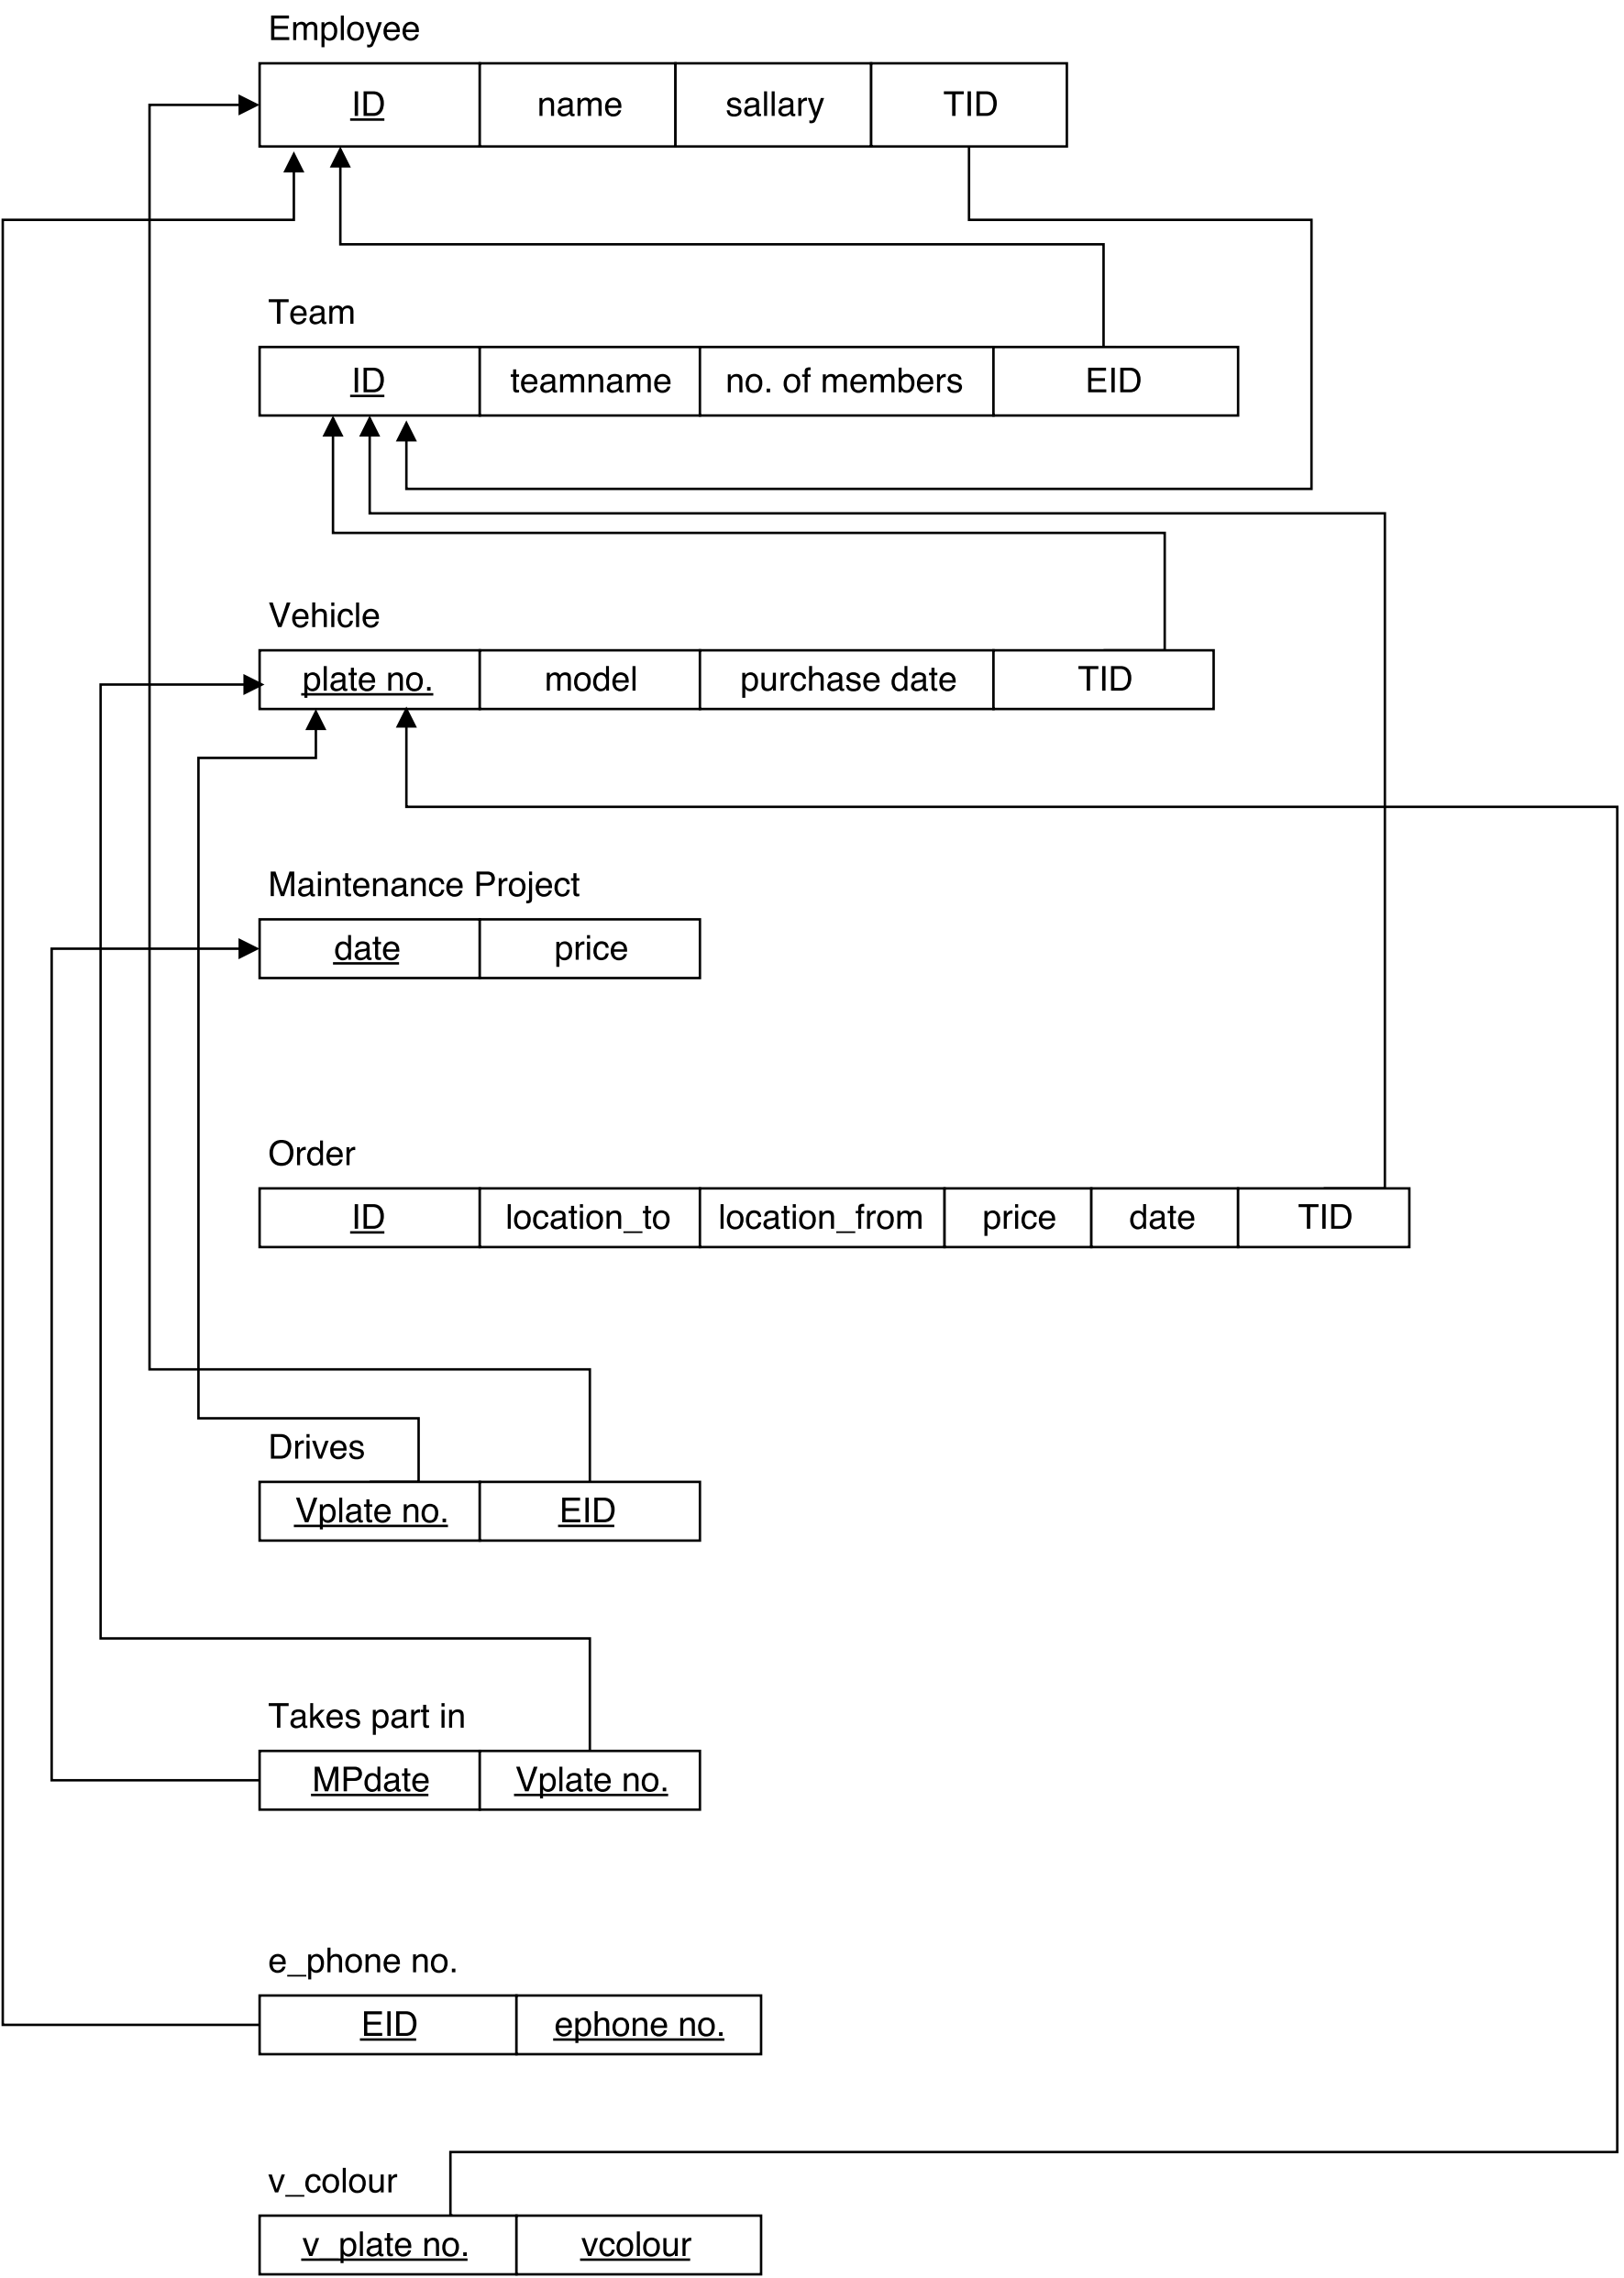 Employee
ID name sallary TID
Team
ID teamname no. of members EID
Vehicle
plate no. model purchase date TID
Maintenance Project
date price
Order
ID location_to location_from price date TID
Drives
Vplate no. EID
Takes part in
MPdate Vplate no.
e_phone no.
EID ephone no.
v_colour
v_plate no. vcolour